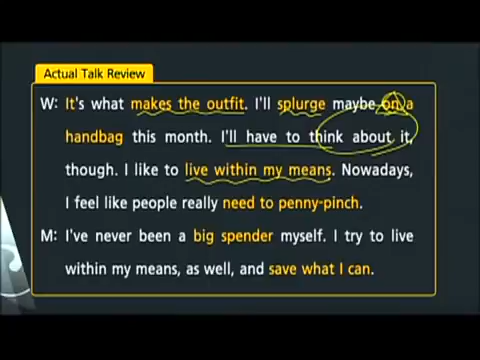 Actual Talk Review
W: It's what makes the outfit. I'll splurge maybe on a
handbag this month. I'll have to think about it,
though. I like to live within my means. Nowadays,
I feel like people really need to penny-pinch.
M: I've never been a big spender myself. I try to live
within my means, as well, and save what I can.